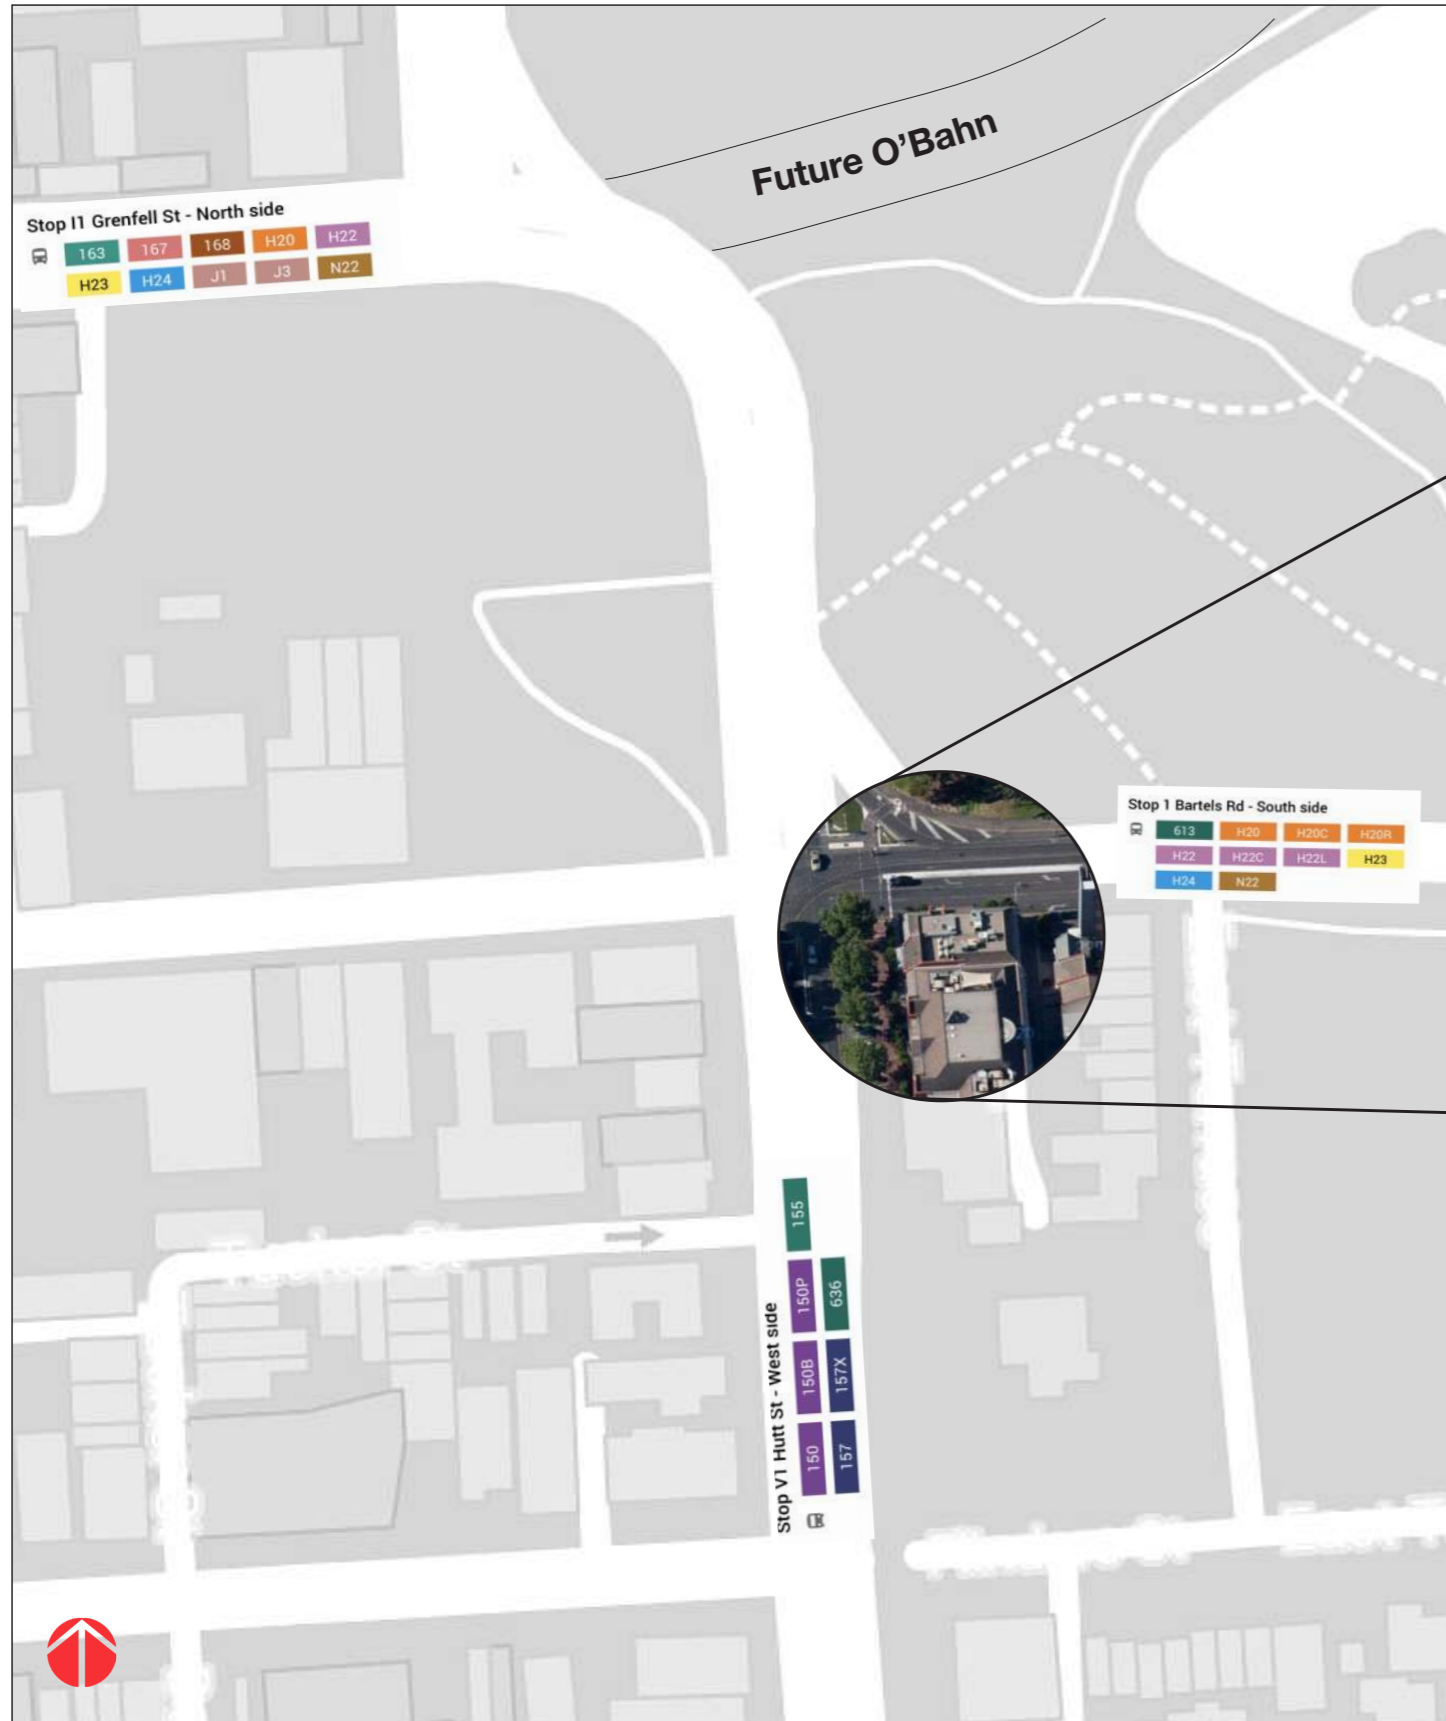 Future O’Bahn
Stop I1 Grenfell St - North side
163 167 168 H20 H22
H23 H24 J1 J3 N22
Stop 1 Bartels Rd - South side
613 H20 H20C H20R
H22 H22C H22L H23
H24 N22
Stop V1 Hutt St - West side
150 150B 150P 155
157 157X 636